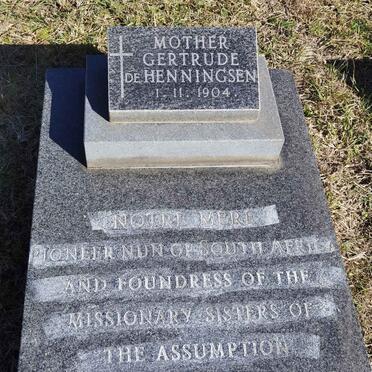 MOTHER
GERTRUDE
DE HENNINGSEN
1.11.1904.
NOTRE MERE
PIONEER NUN OF SOUTH AFRICA
AND FOUNDRESS OF THE
MISSIONARY SISTERS OF
THE ASSUMPTION